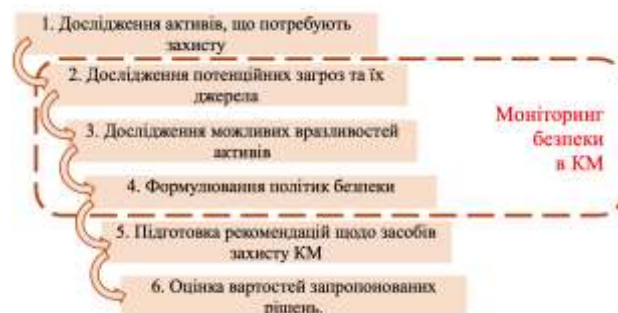 1. Дослідження активів, що потребують
захисту
2. Дослідження потенційних загроз та їх
джерела
3. Дослідження можливих вразливостей
активів
4. Формулювання політик безпеки
Моніторинг
безпеки
в КМ
5. Підготовка рекомендацій щодо засобів
захисту КМ
6. Оцінка вартостей запропонованих
рішень.